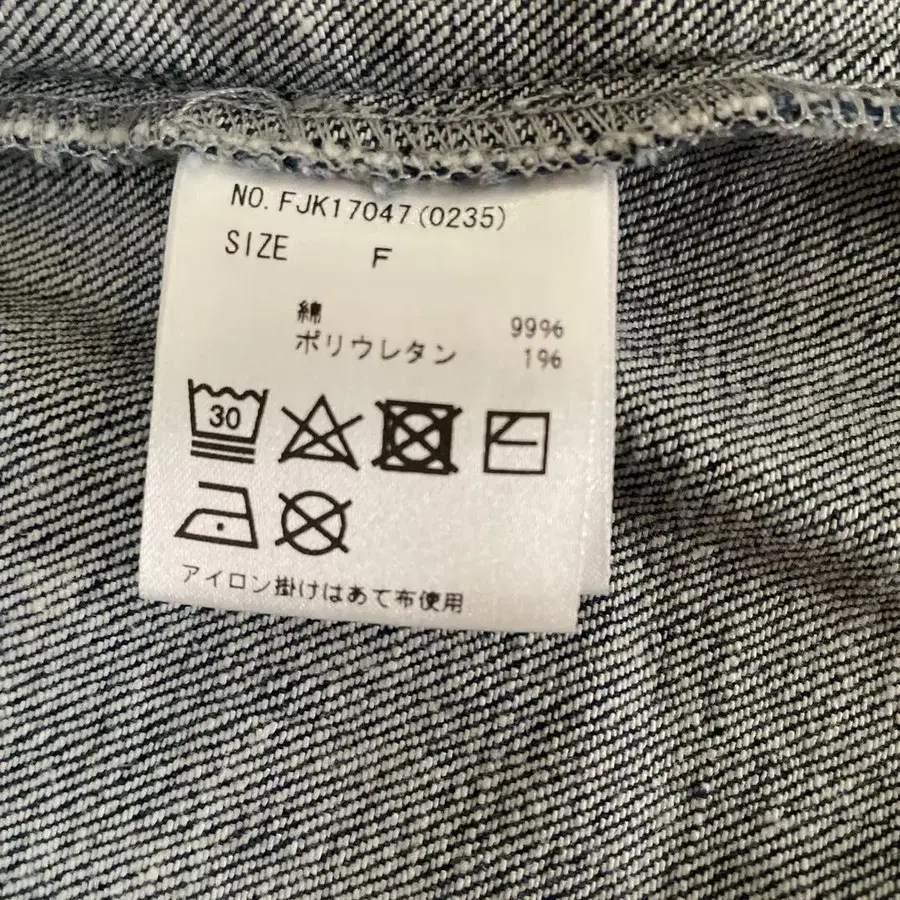 NO. FJK17047(0235)
SIZE F
綿 99%
ポリウレタン 1%
30
アイロン掛けはあて布使用